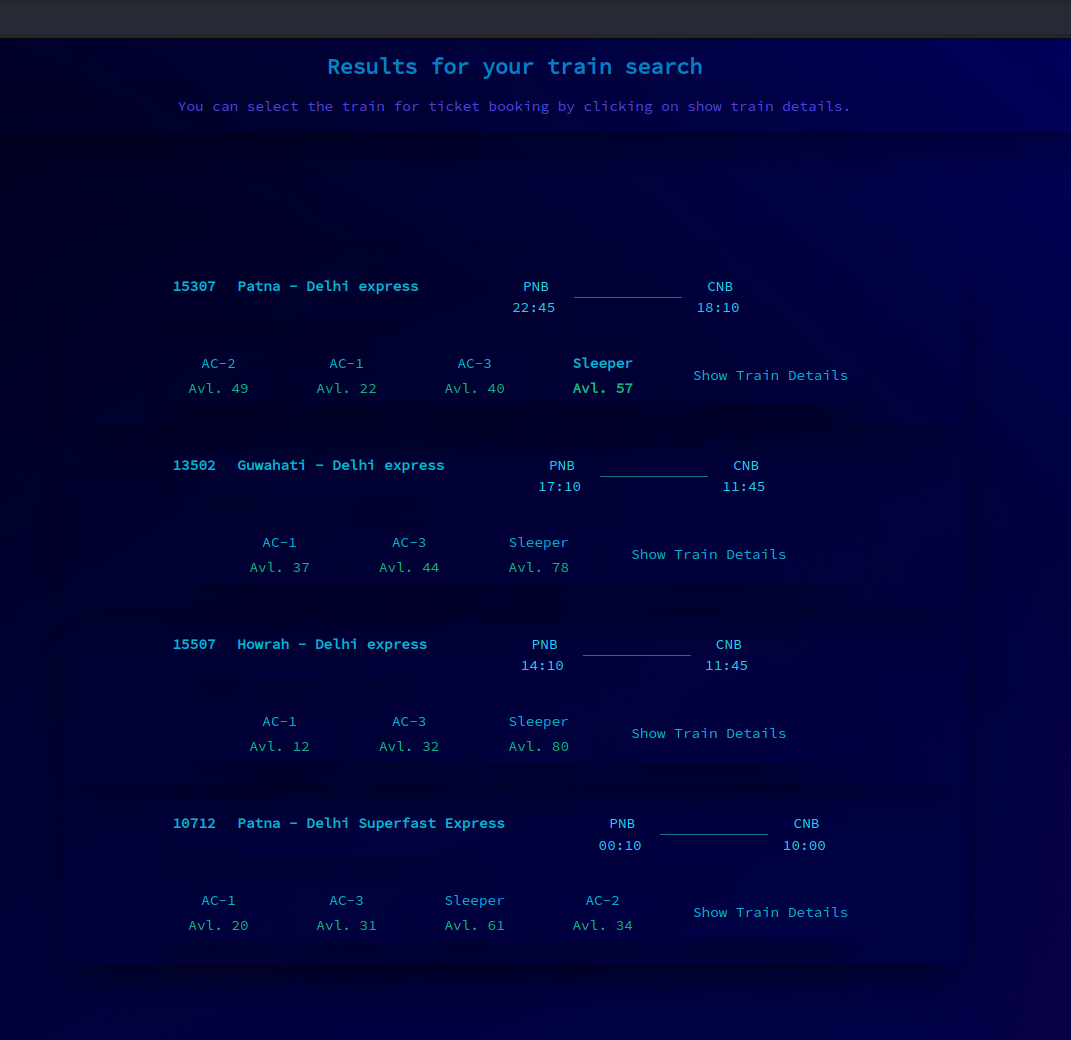 Results for your train search
You can select the train for ticket booking by clicking on show train details.
15307 Patna - Delhi express PNB CNB
22:45 18:10
AC-2 AC-1 AC-3 Sleeper
Show Train Details
Avl. 49 Avl. 22 Avl. 40 Avl. 57
13502 Guwahati - Delhi express PNB CNB
17:10 11:45
AC-1 AC-3 Sleeper
Show Train Details
Avl. 37 Avl. 44 Avl. 78
15507 Howrah - Delhi express PNB CNB
14:10 11:45
AC-1 AC-3 Sleeper
Show Train Details
Avl. 12 Avl. 32 Avl. 80
10712 Patna - Delhi Superfast Express PNB CNB
00:10 10:00
AC-1 AC-3 Sleeper AC-2
Show Train Details
Avl. 20 Avl. 31 Avl. 61 Avl. 34